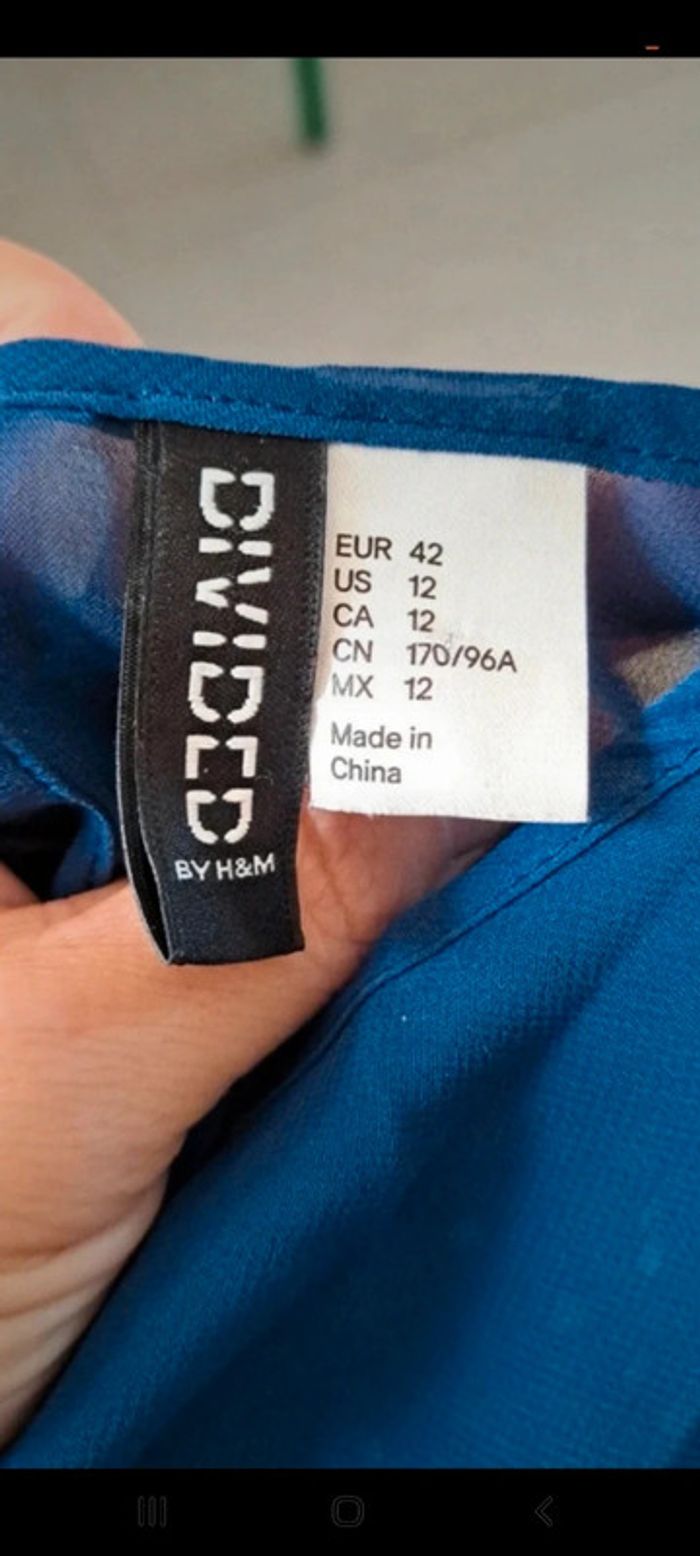 DIVIDED
BY H&M
EUR 42
US 12
CA 12
CN 170/96A
MX 12
Made in
China